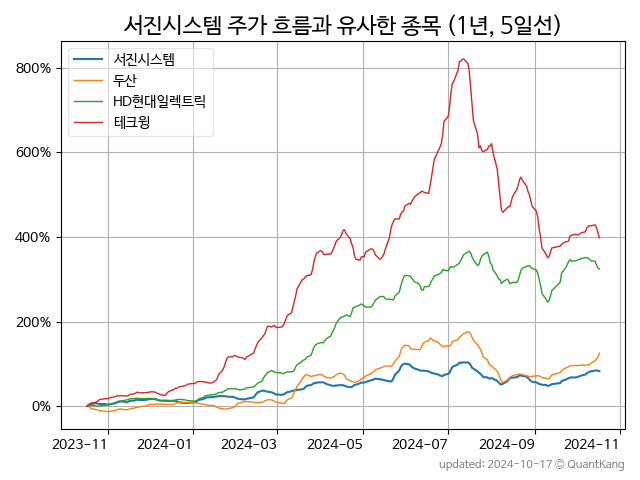 서진시스템 주가 흐름과 유사한 종목 (1년, 5일선)
서진시스템
두산
HD현대일렉트릭
테크윙
800%
600%
400%
200%
0%
2023-11 2024-01 2024-03 2024-05 2024-07 2024-09 2024-11
updated: 2024-10-17 © QuantKang